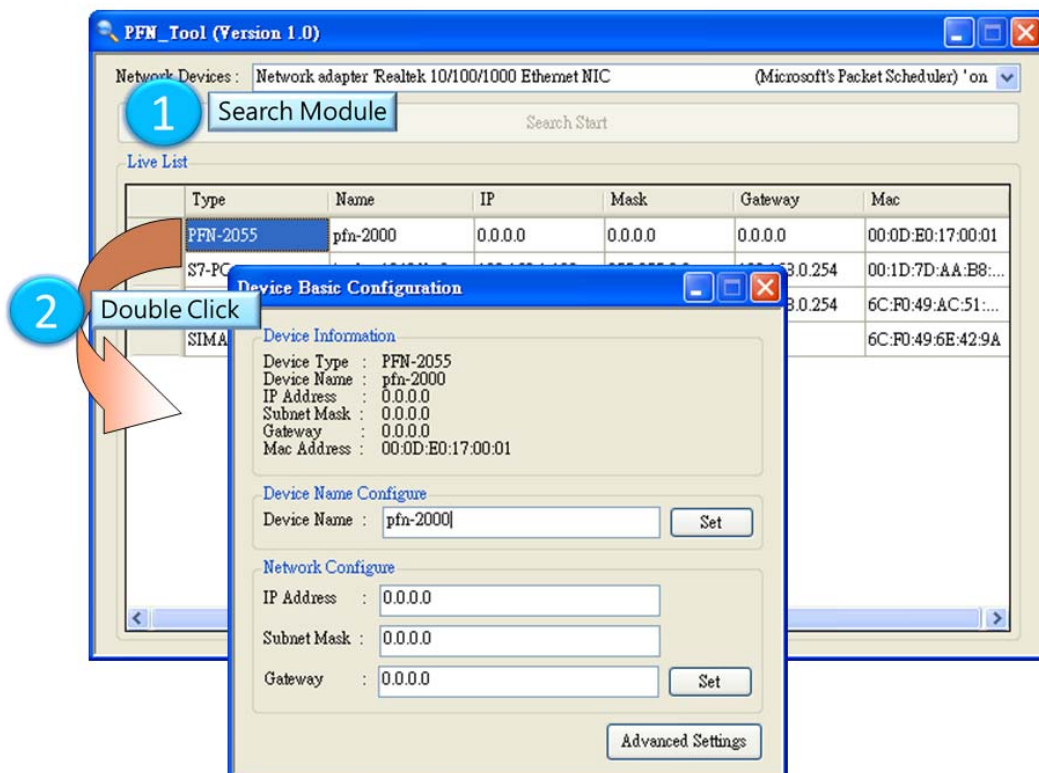 PFN_Tool (Version 1.0)
Network Devices : Network adapter 'Realtek 10/100/1000 Ethernet NIC (Microsoft's Packet Scheduler) ' on
1 Search Module
Search Start
Live List
Type Name IP Mask Gateway Mac
PFN-2055 pfn-2000 0.0.0.0 0.0.0.0 0.0.0.0 00:0D:E0:17:00:01
S7-PC 00:1D:7D:AA:B8:...
3.0.254 6C:F0:49:AC:51:...
SIMA 6C:F0:49:6E:42:9A
2 Double Click
Device Basic Configuration
Device Information
Device Type : PFN-2055
Device Name : pfn-2000
IP Address : 0.0.0.0
Subnet Mask : 0.0.0.0
Gateway : 0.0.0.0
Mac Address : 00:0D:E0:17:00:01
Device Name Configure
Device Name : pfn-2000 Set
Network Configure
IP Address : 0.0.0.0
Subnet Mask : 0.0.0.0
Gateway : 0.0.0.0 Set
Advanced Settings